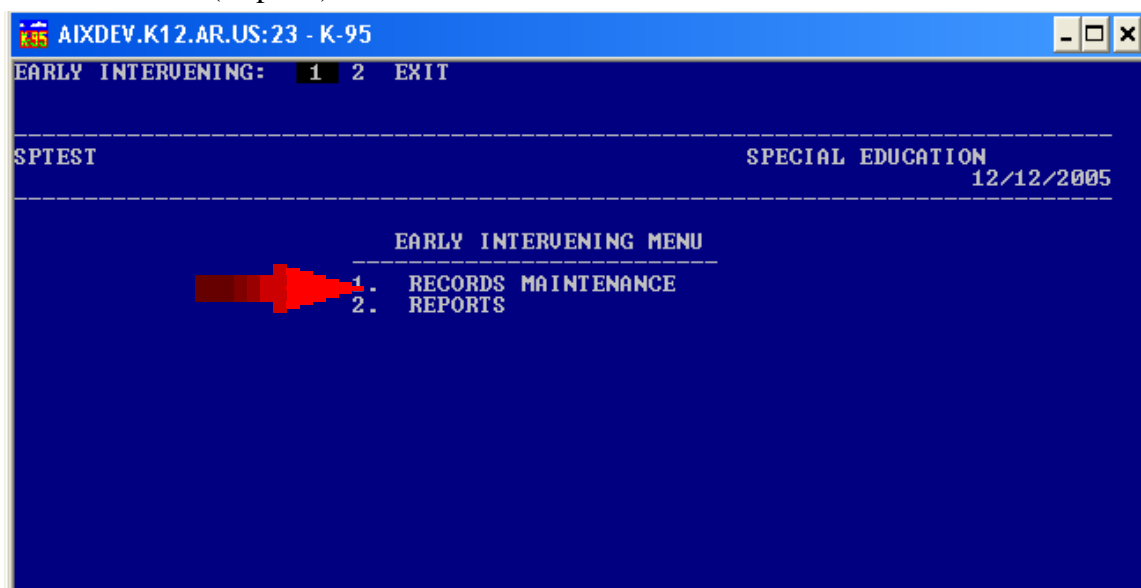 AIXDEV.K12.AR.US:23 - K-95
EARLY INTERVENING: 1 2 EXIT
SPTEST SPECIAL EDUCATION
12/12/2005
EARLY INTERVENING MENU
1. RECORDS MAINTENANCE
2. REPORTS